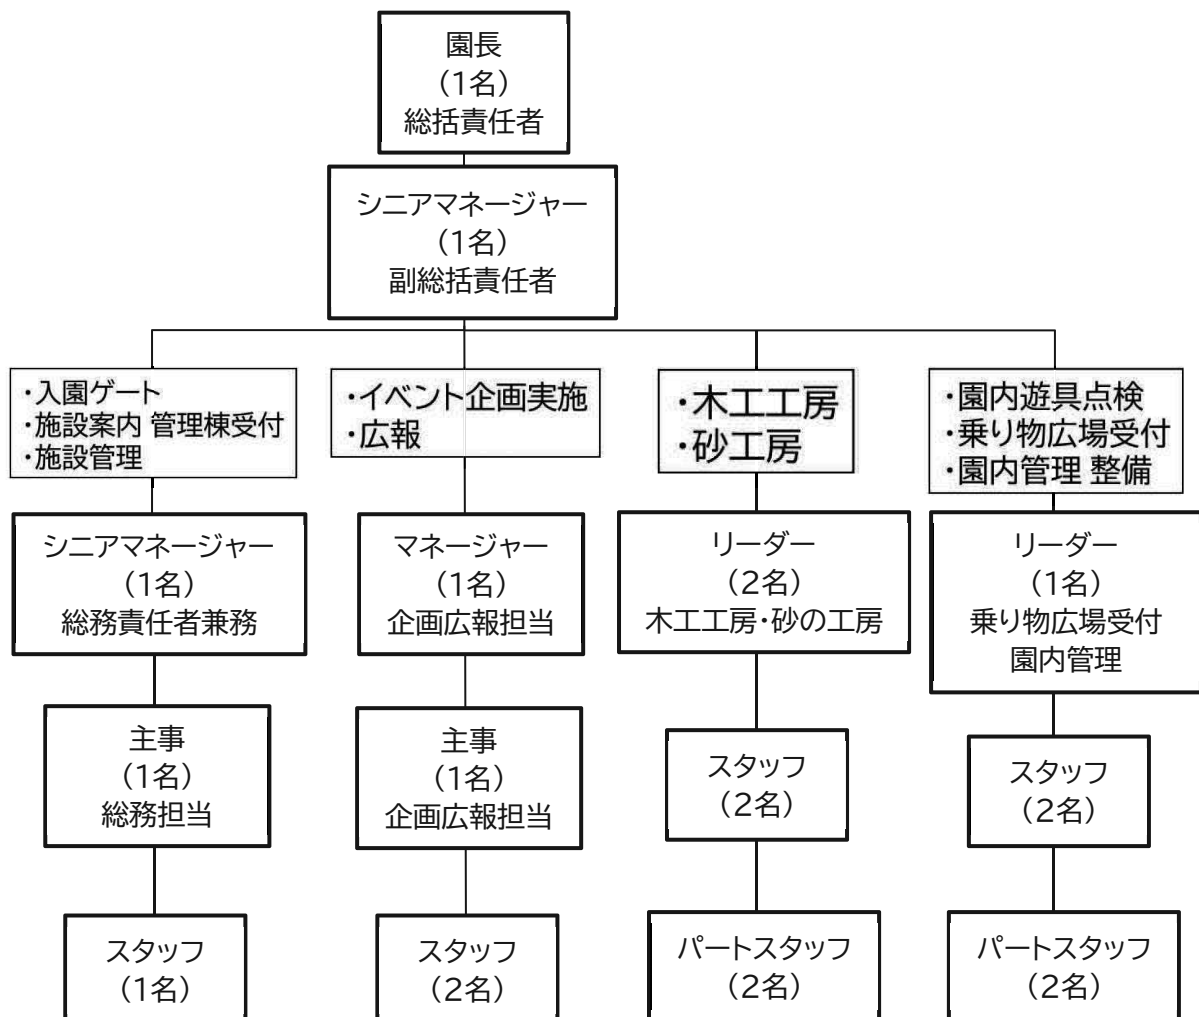 園長
(1名)
総括責任者
シニアマネージャー
(1名)
副総括責任者
・入園ゲート
・施設案内 管理棟受付
・施設管理
・イベント企画実施
・広報
・木工工房
・砂工房
・園内遊具点検
・乗り物広場受付
・園内管理 整備
シニアマネージャー
(1名)
総務責任者兼務
マネージャー
(1名)
企画広報担当
リーダー
(2名)
木工工房・砂の工房
リーダー
(1名)
乗り物広場受付
園内管理
主事
(1名)
総務担当
主事
(1名)
企画広報担当
スタッフ
(2名)
スタッフ
(2名)
スタッフ
(1名)
スタッフ
(2名)
パートスタッフ
(2名)
パートスタッフ
(2名)